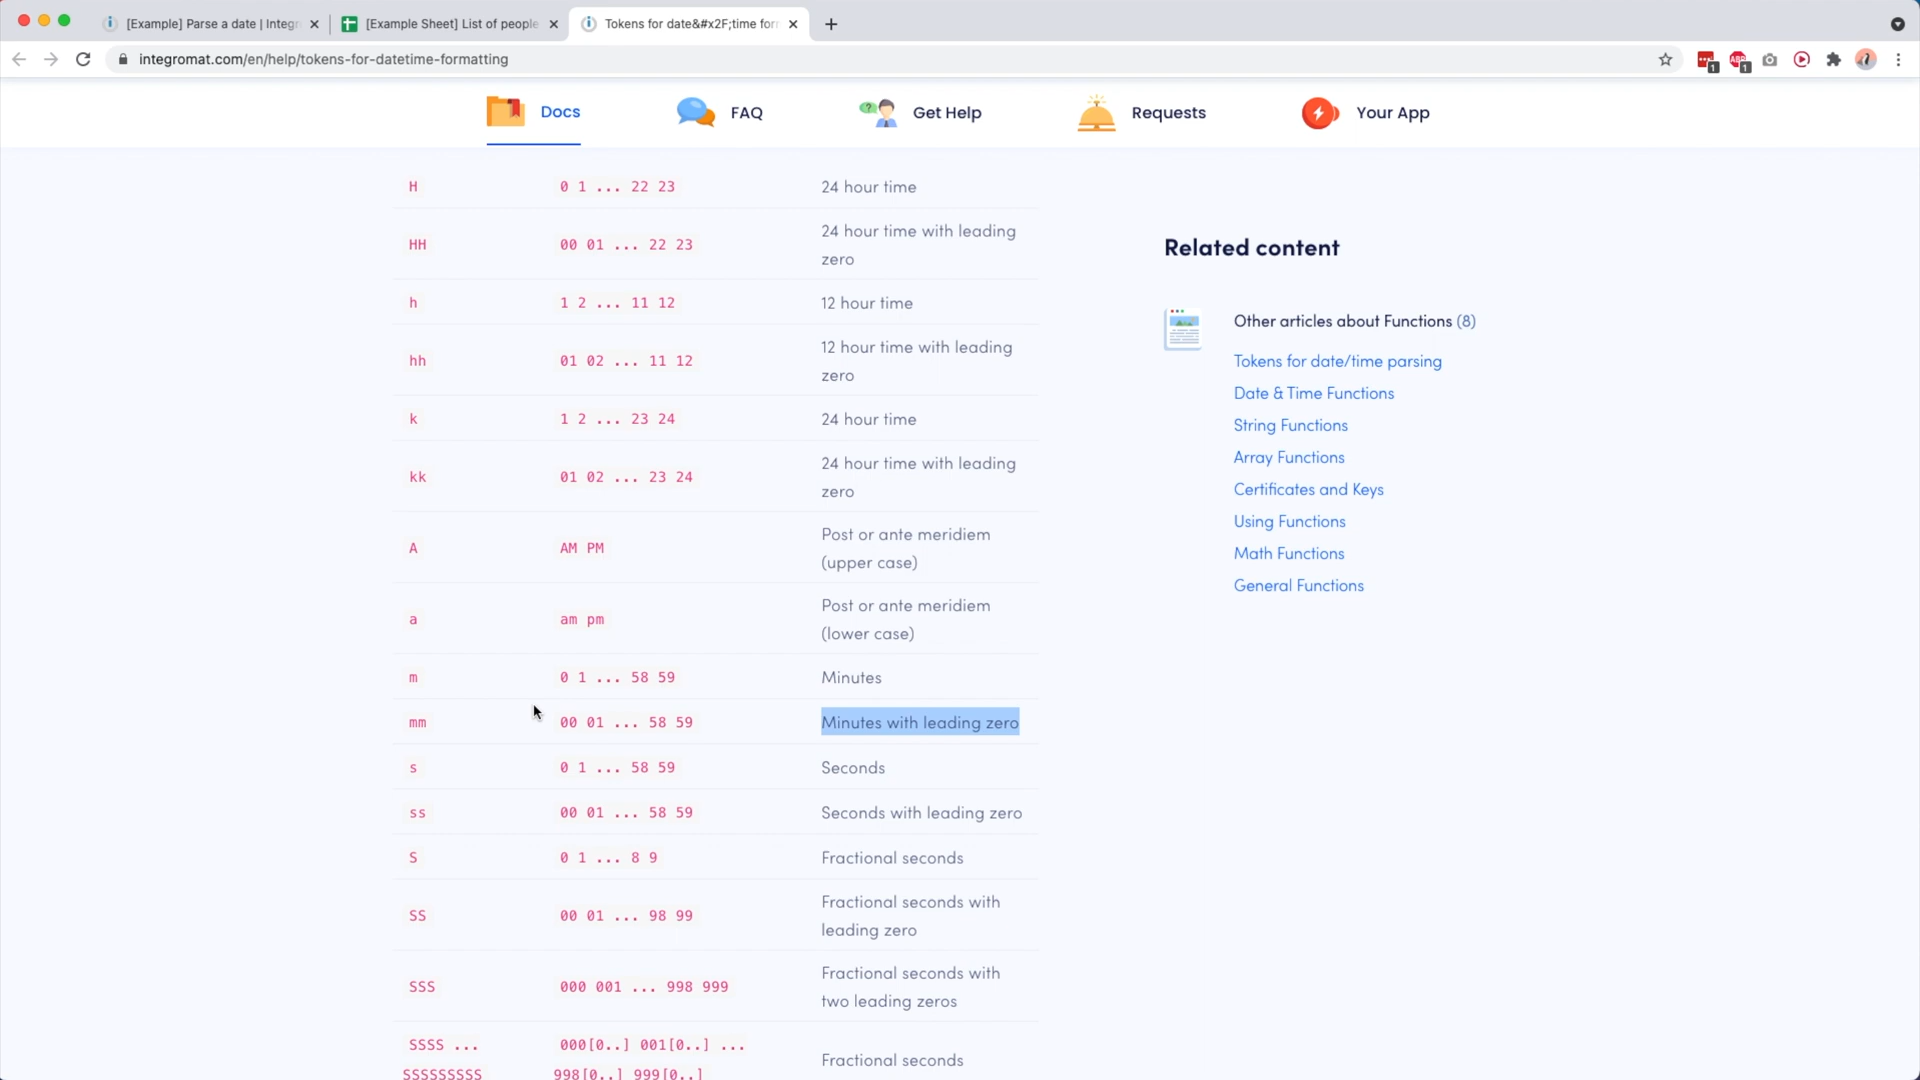 [Example] Parse a date | Integr
[Example Sheet] List of people
Tokens for date&#x2F;time for
integromat.com/en/help/tokens-for-datetime-formatting
1
ABP
1
Docs
FAQ
Get Help
Requests
Your App
H 0 1 ... 22 23 24 hour time
HH 00 01 ... 22 23 24 hour time with leading
zero
h 1 2 ... 11 12 12 hour time
hh 01 02 ... 11 12 12 hour time with leading
zero
k 1 2 ... 23 24 24 hour time
kk 01 02 ... 23 24 24 hour time with leading
zero
A AM PM Post or ante meridiem
(upper case)
a am pm Post or ante meridiem
(lower case)
m 0 1 ... 58 59 Minutes
mm 00 01 ... 58 59 Minutes with leading zero
s 0 1 ... 58 59 Seconds
ss 00 01 ... 58 59 Seconds with leading zero
S 0 1 ... 8 9 Fractional seconds
SS 00 01 ... 98 99 Fractional seconds with
leading zero
SSS 000 001 ... 998 999 Fractional seconds with
two leading zeros
SSSS ... 000[0..] 001[0..] ... Fractional seconds
SSSSSSSSS 998[0..] 999[0..]
Related content
Other articles about Functions (8)
Tokens for date/time parsing
Date & Time Functions
String Functions
Array Functions
Certificates and Keys
Using Functions
Math Functions
General Functions